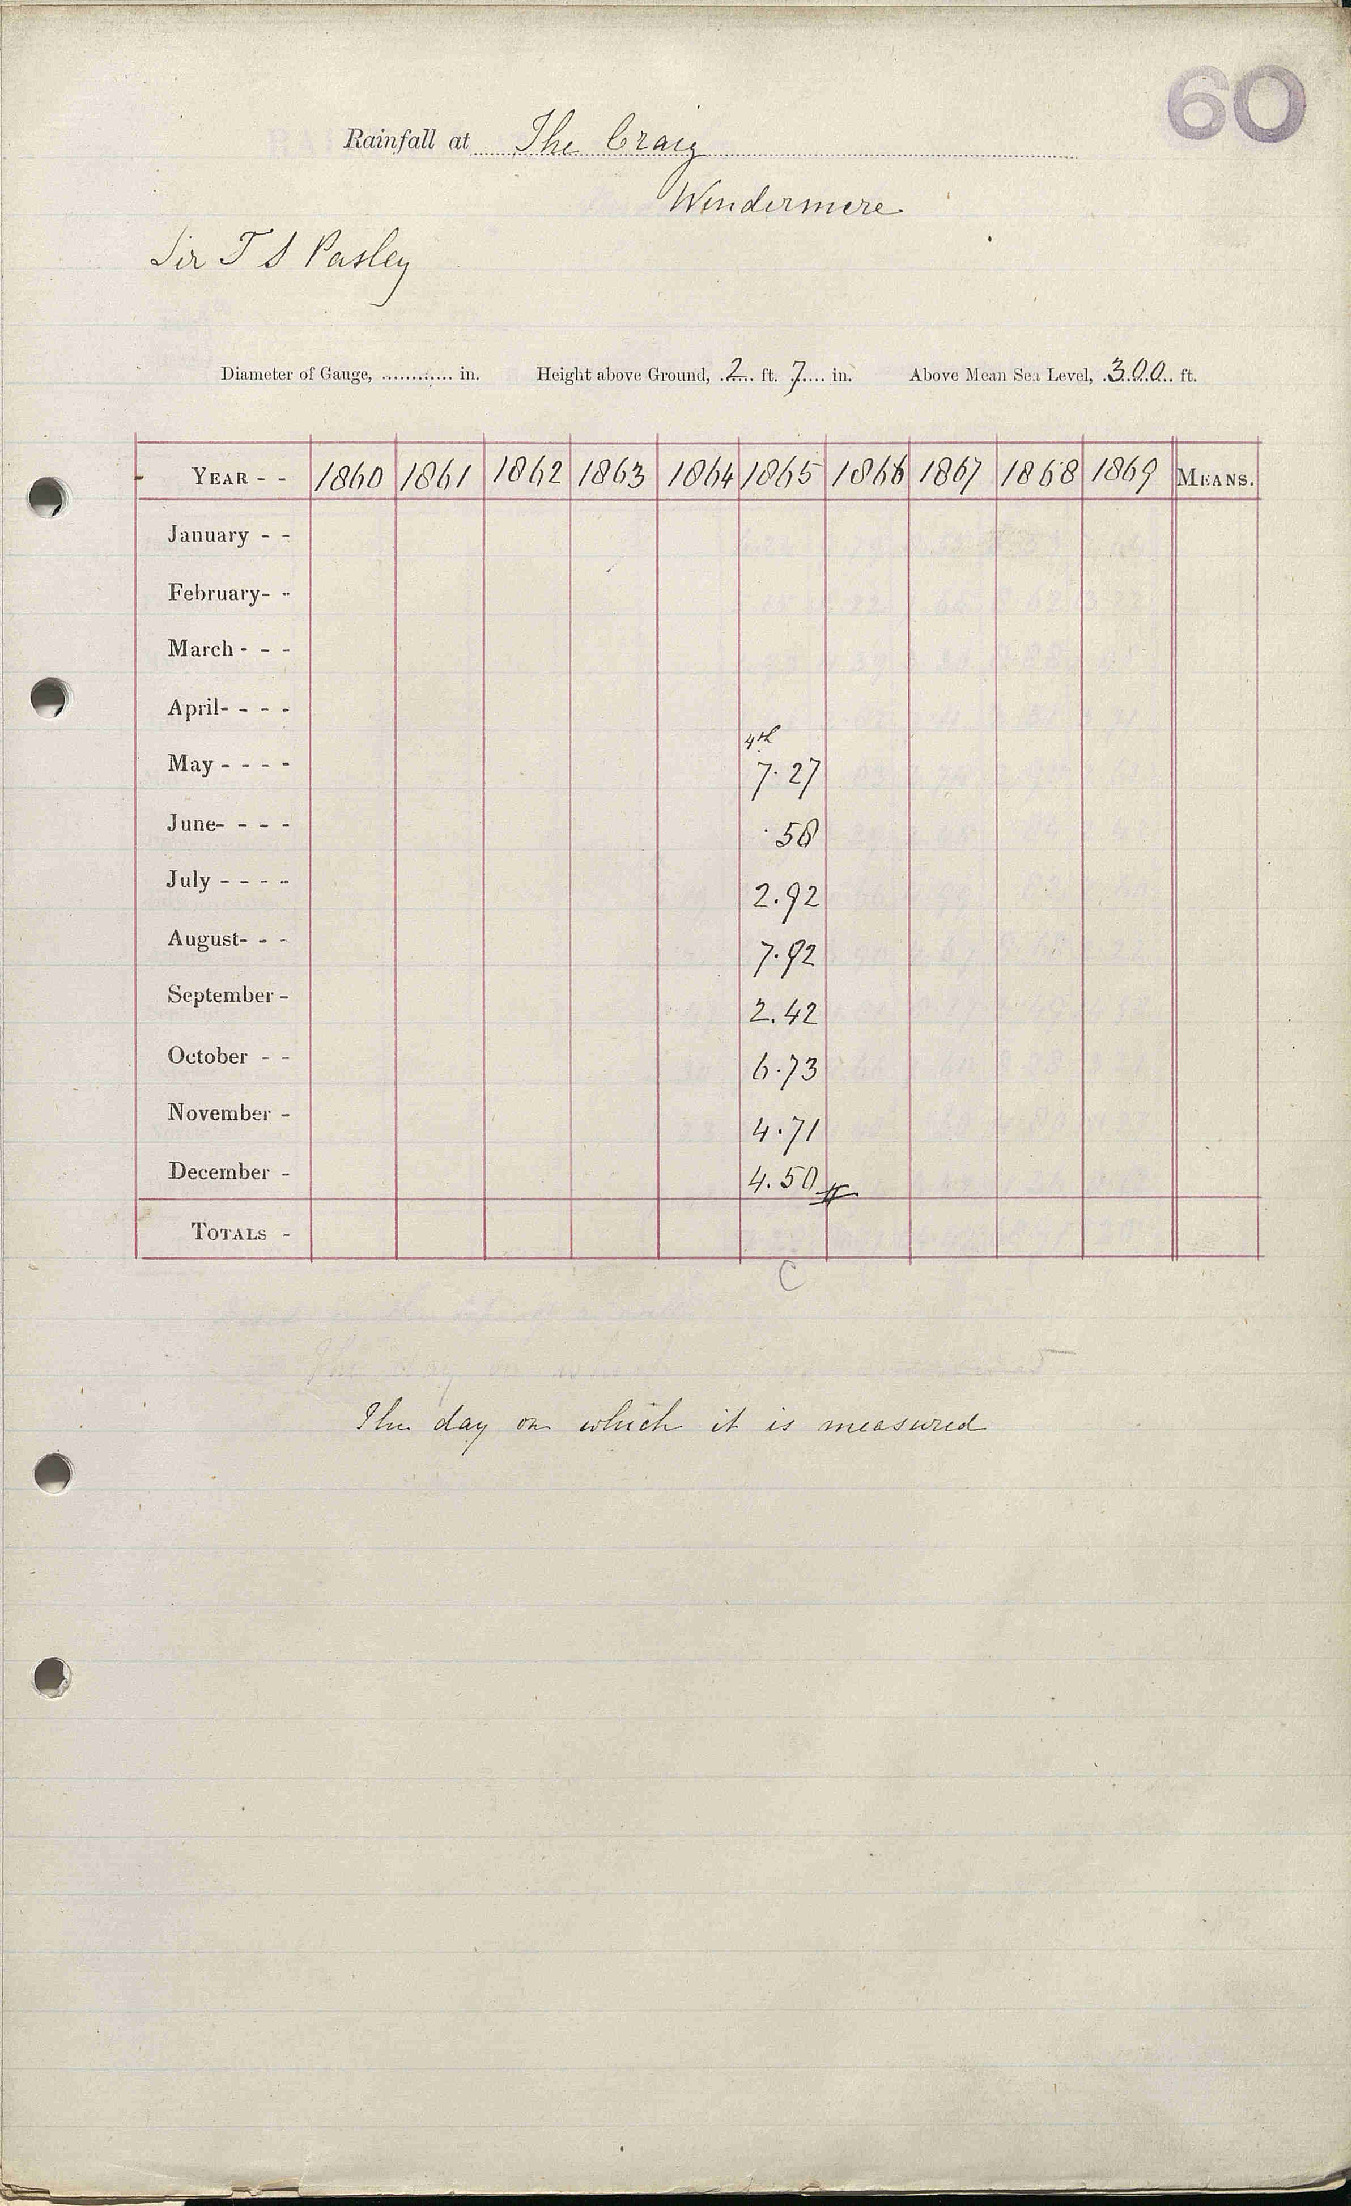 60
Rainfall at The Craig
Windermere
Sir T S Pasley
Diameter of Gauge, ............ in. Height above Ground, 2 ft. 7 in. Above Mean Sea Level, 300 ft.
YEAR - - 1860 1861 1862 1863 1864 1865 1866 1867 1868 1869 MEANS.
January - -
February- -
March - - -
April- - - -
4th
May - - - - 7.27
June- - - - .58
July - - - - 2.92
August- - - 7.92
September - 2.42
October - - 6.73
November - 4.71
December - 4.50
TOTALS -
C
The day on which it is measured